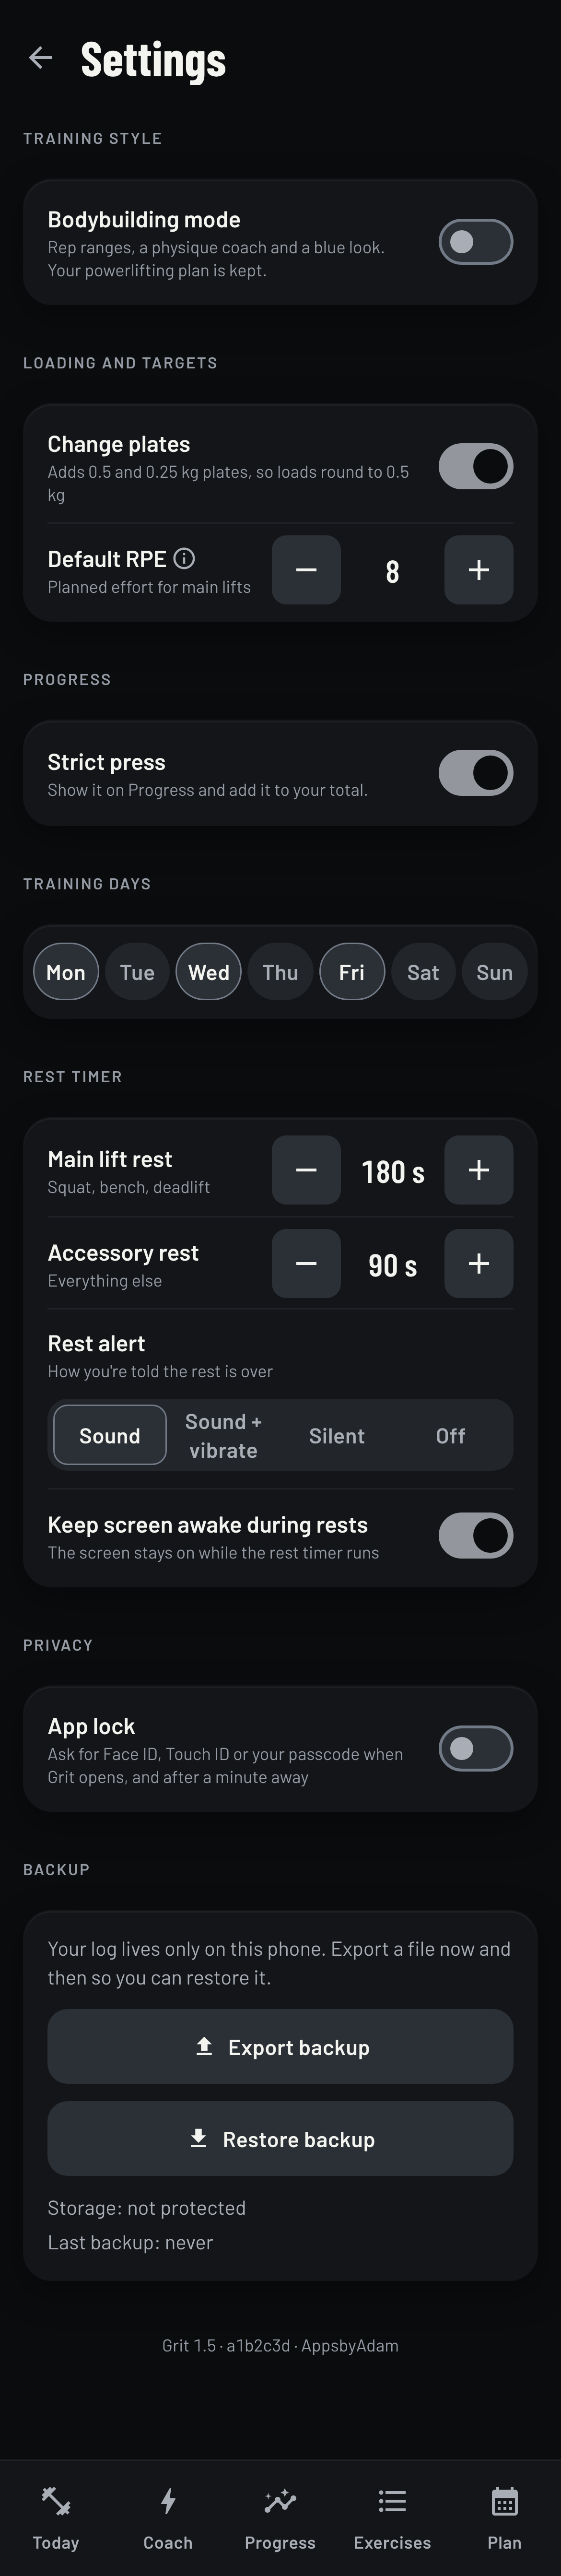 Settings
TRAINING STYLE
Bodybuilding mode
Rep ranges, a physique coach and a blue look.
Your powerlifting plan is kept.
LOADING AND TARGETS
Change plates
Adds 0.5 and 0.25 kg plates, so loads round to 0.5
kg
Default RPE
Planned effort for main lifts
8
PROGRESS
Strict press
Show it on Progress and add it to your total.
TRAINING DAYS
Mon Tue Wed Thu Fri Sat Sun
REST TIMER
Main lift rest
Squat, bench, deadlift
180 s
Accessory rest
Everything else
90 s
Rest alert
How you're told the rest is over
Sound
Sound +
vibrate
Silent
Off
Keep screen awake during rests
The screen stays on while the rest timer runs
PRIVACY
App lock
Ask for Face ID, Touch ID or your passcode when
Grit opens, and after a minute away
BACKUP
Your log lives only on this phone. Export a file now and
then so you can restore it.
Export backup
Restore backup
Storage: not protected
Last backup: never
Grit 1.5 · a1b2c3d · AppsbyAdam
Today Coach Progress Exercises Plan